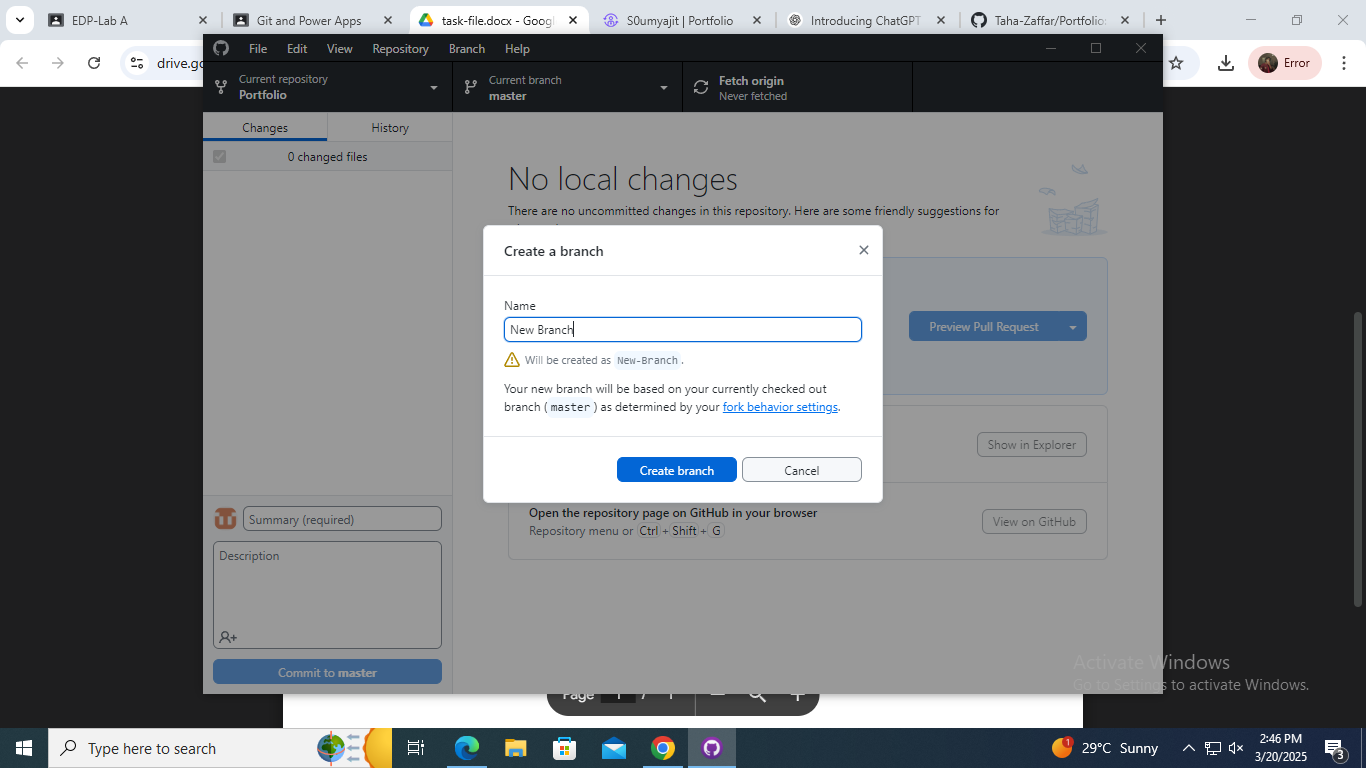 EDP-Lab A
Git and Power Apps
task-file.docx - Googl
S0umyajit | Portfolio
Introducing ChatGPT
Taha-Zaffar/Portfolio
drive.go
Error
File Edit View Repository Branch Help
Current repository
Portfolio
Current branch
master
Fetch origin
Never fetched
Changes
History
0 changed files
No local changes
There are no uncommitted changes in this repository. Here are some friendly suggestions for
Create a branch
Name
New Branch
Will be created as New-Branch.
Your new branch will be based on your currently checked out
branch (master) as determined by your fork behavior settings.
Create branch
Cancel
Preview Pull Request
Show in Explorer
Open the repository page on GitHub in your browser
Repository menu or Ctrl + Shift + G
View on GitHub
Summary (required)
Description
Commit to master
Page 1 / 1
Activate Windows
Go to Settings to activate Windows.
Type here to search
1
29°C Sunny
2:46 PM
3/20/2025
3